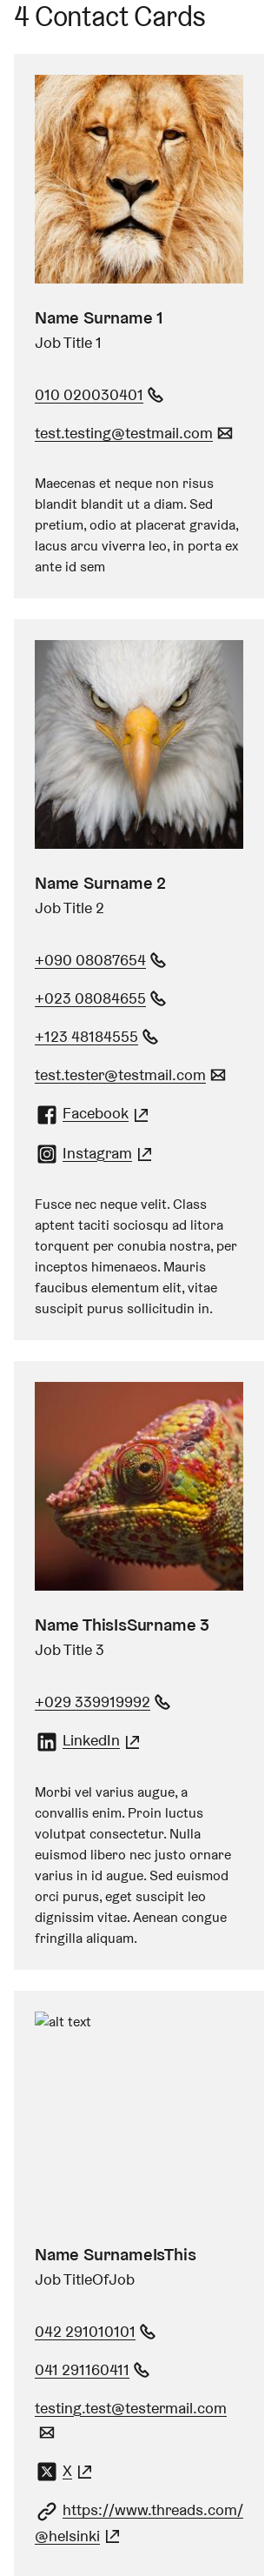 4 Contact Cards
Name Surname 1
Job Title 1
010 020030401
test.testing@testmail.com
Maecenas et neque non risus
blandit blandit ut a diam. Sed
pretium, odio at placerat gravida,
lacus arcu viverra leo, in porta ex
ante id sem
Name Surname 2
Job Title 2
+090 08087654
+023 08084655
+123 48184555
test.tester@testmail.com
Facebook
Instagram
Fusce nec neque velit. Class
aptent taciti sociosqu ad litora
torquent per conubia nostra, per
inceptos himenaeos. Mauris
faucibus elementum elit, vitae
suscipit purus sollicitudin in.
Name ThisIsSurname 3
Job Title 3
+029 339919992
LinkedIn
Morbi vel varius augue, a
convallis enim. Proin luctus
volutpat consectetur. Nulla
euismod libero nec justo ornare
varius in id augue. Sed euismod
orci purus, eget suscipit leo
dignissim vitae. Aenean congue
fringilla aliquam.
alt text
Name SurnameIsThis
Job TitleOfJob
042 291010101
041 291160411
testing.test@testermail.com
X
https://www.threads.com/
@helsinki